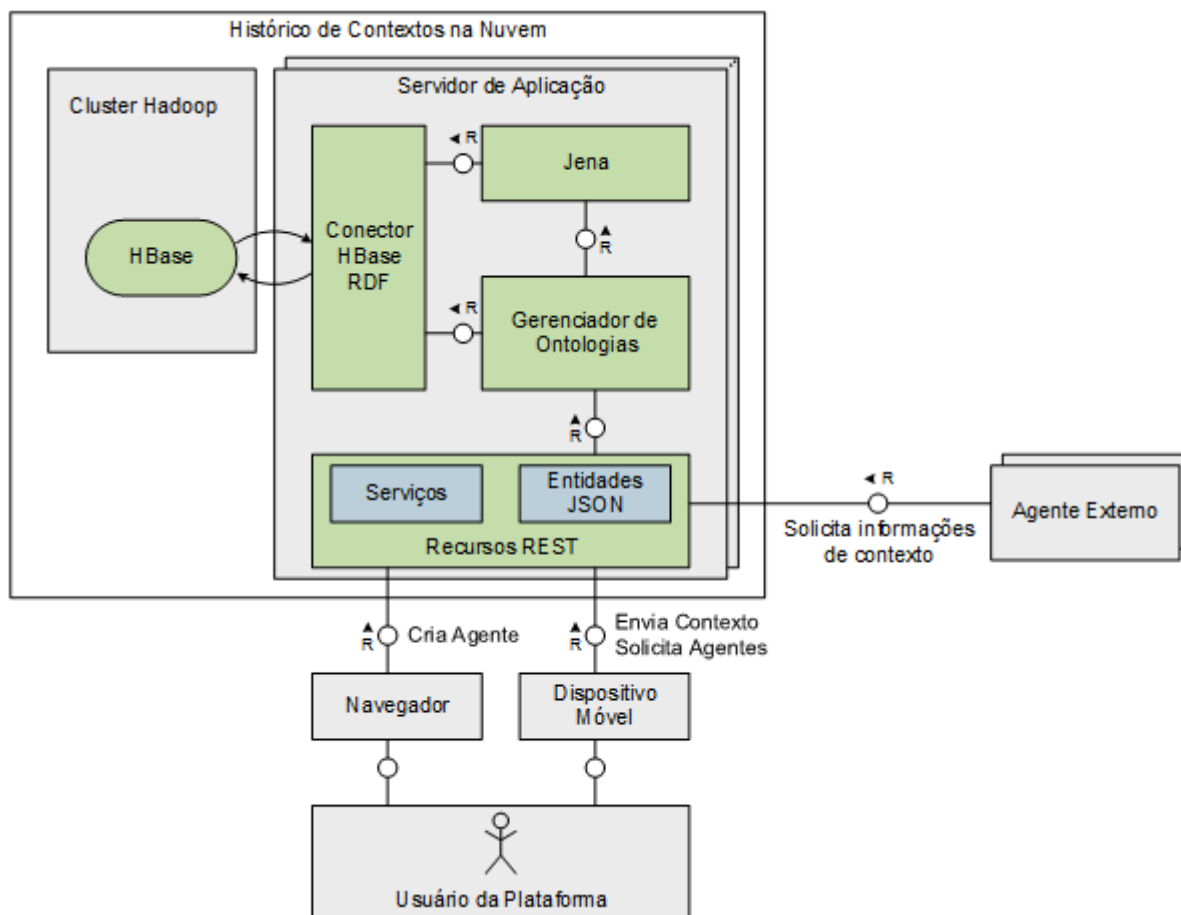 Histórico de Contextos na Nuvem
Cluster Hadoop
Servidor de Aplicação
HBase
Conector
HBase
RDF
◄ R
Jena
▲
R
◄ R
Gerenciador de
Ontologias
▲
R
Serviços
Entidades
JSON
Recursos REST
◄ R
Solicita informações
de contexto
Agente Externo
▲
R
Cria Agente
▲
R
Envia Contexto
Solicita Agentes
Navegador
Dispositivo
Móvel
Usuário da Plataforma